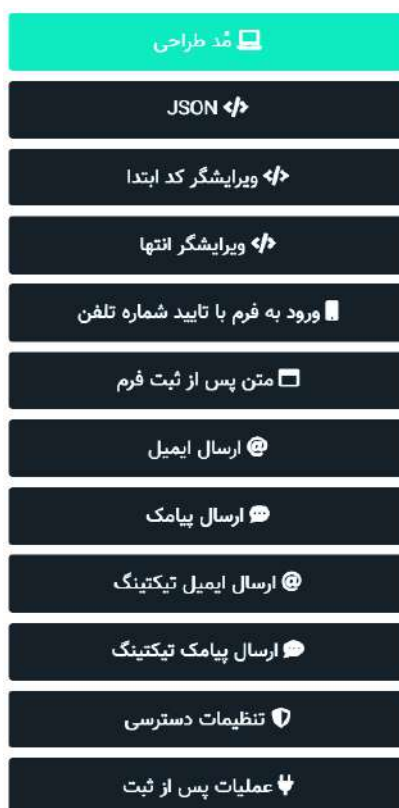 مُد طراحی
JSON
ویرایشگر کد ابتدا
ویرایشگر انتها
ورود به فرم با تایید شماره تلفن
متن پس از ثبت فرم
ارسال ایمیل
ارسال پیامک
ارسال ایمیل تیکتینگ
ارسال پیامک تیکتینگ
تنظیمات دسترسی
عملیات پس از ثبت